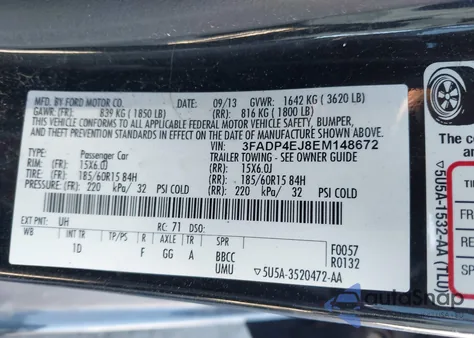 MFD. BY FORD MOTOR CO.
DATE: 09/13 GVWR: 1642 KG ( 3620 LB)
GAWR: (FR): 839 KG ( 1850 LB) (RR): 816 KG ( 1800 LB)
THIS VEHICLE CONFORMS TO ALL APPLICABLE FEDERAL MOTOR VEHICLE SAFETY, BUMPER,
AND THEFT PREVENTION STANDARDS IN EFFECT ON THE DATE OF MANUFACTURE SHOWN ABOVE.
VIN: 3FADP4EJ8EM148672
TYPE: Passenger Car TRAILER TOWING - SEE OWNER GUIDE
RIM: (FR): 15X6.0J (RR): 15X6.0J
TIRES: (FR): 185/60R15 84H (RR): 185/60R15 84H
PRESSURE: (FR): 220 kPa/ 32 PSI COLD (RR): 220 kPa/ 32 PSI COLD
EXT PNT: UH RC: 71 DSO:
WB INT TR TP/PS R AXLE TR SPR
1D F GG A BBCC F0057
UMU R0132
5U5A-3520472-AA
5U5A-1532-AA
autoSnap